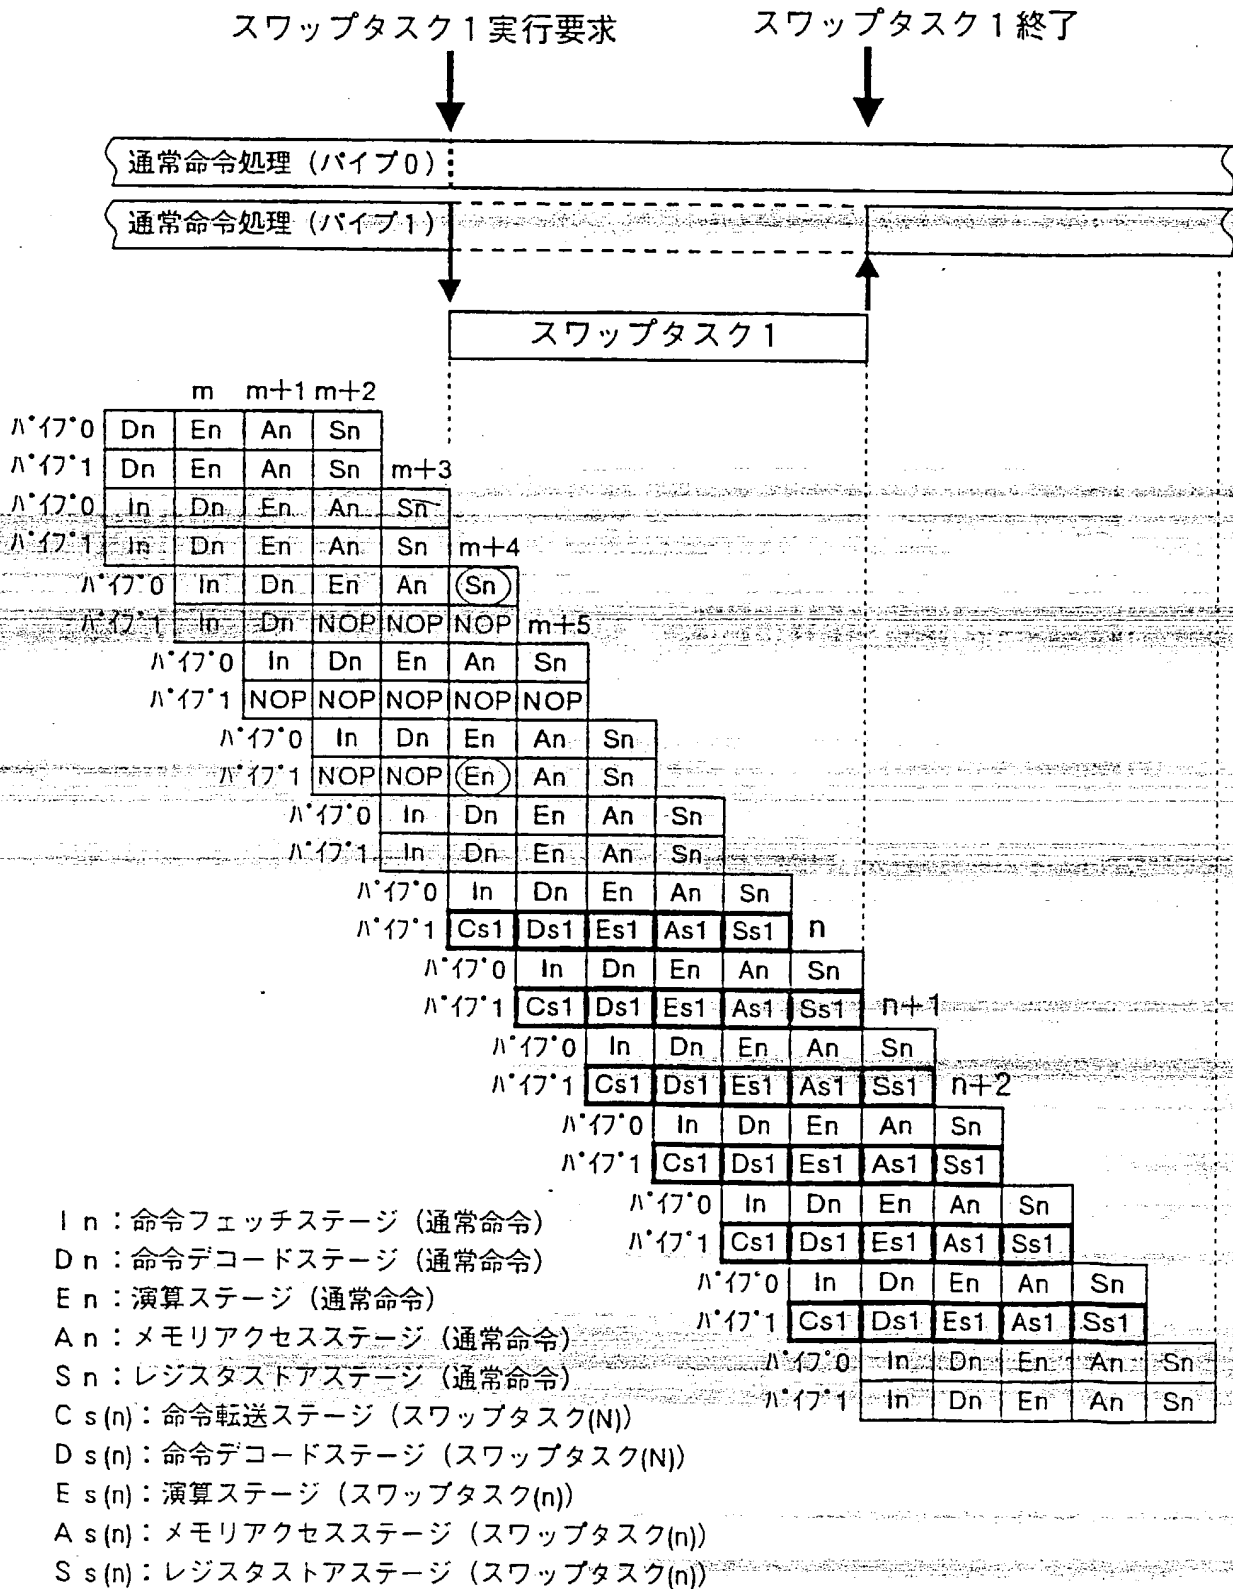 スワップタスク1実行要求 スワップタスク1終了
通常命令処理(パイプ0)
通常命令処理(パイプ1)
スワップタスク1
m m+1 m+2
パイプ0 Dn En An Sn
パイプ1 Dn En An Sn m+3
パイプ0 In Dn En An Sn
パイプ1 In Dn En An Sn m+4
パイプ0 In Dn En An Sn
パイプ1 In Dn NOP NOP NOP m+5
パイプ0 In Dn En An Sn
パイプ1 NOP NOP NOP NOP NOP
パイプ0 In Dn En An Sn
パイプ1 NOP NOP En An Sn
パイプ0 In Dn En An Sn
パイプ1 In Dn En An Sn
パイプ0 In Dn En An Sn
パイプ1 Cs1 Ds1 Es1 As1 Ss1 n
パイプ0 In Dn En An Sn
パイプ1 Cs1 Ds1 Es1 As1 Ss1 n+1
パイプ0 In Dn En An Sn
パイプ1 Cs1 Ds1 Es1 As1 Ss1 n+2
パイプ0 In Dn En An Sn
パイプ1 Cs1 Ds1 Es1 As1 Ss1
パイプ0 In Dn En An Sn
パイプ1 Cs1 Ds1 Es1 As1 Ss1
パイプ0 In Dn En An Sn
パイプ1 Cs1 Ds1 Es1 As1 Ss1
パイプ0 In Dn En An Sn
パイプ1 In Dn En An Sn
In:命令フェッチステージ(通常命令)
Dn:命令デコードステージ(通常命令)
En:演算ステージ(通常命令)
An:メモリアクセスステージ(通常命令)
Sn:レジスタストアステージ(通常命令)
Cs(n):命令転送ステージ(スワップタスク(N))
Ds(n):命令デコードステージ(スワップタスク(N))
Es(n):演算ステージ(スワップタスク(n))
As(n):メモリアクセスステージ(スワップタスク(n))
Ss(n):レジスタストアステージ(スワップタスク(n))